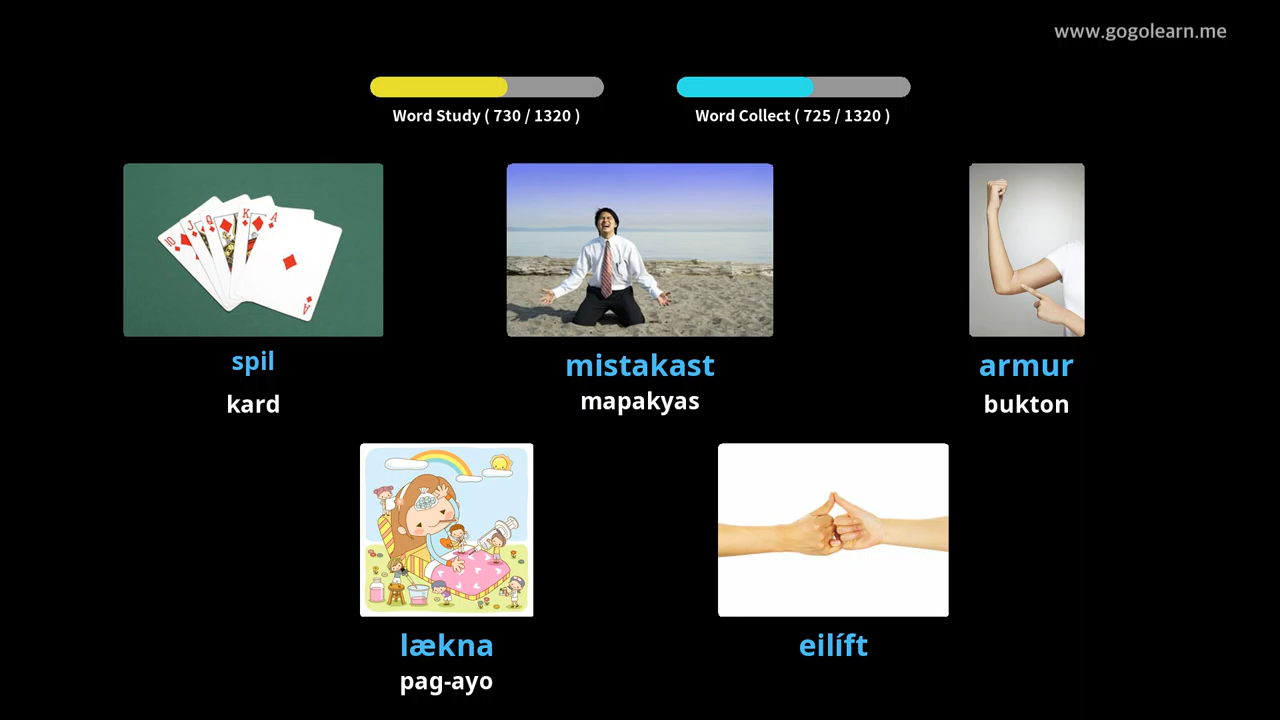 www.gogolearn.me
Word Study ( 730 / 1320 )
Word Collect ( 725 / 1320 )
10 J Q K A
A
spil
kard
mistakast
mapakyas
armur
bukton
lækna
pag-ayo
eilíft